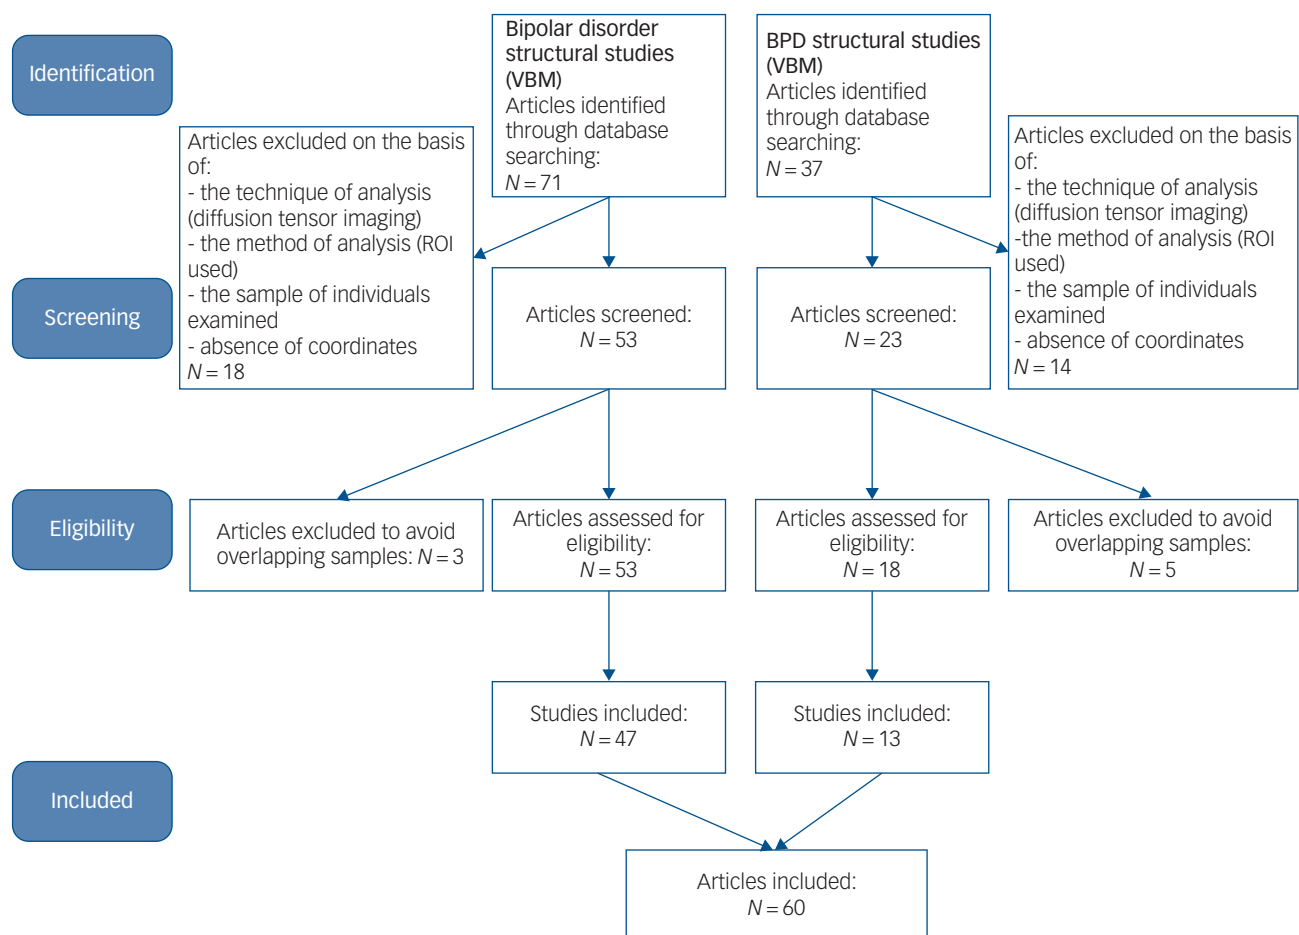 Identification
Bipolar disorder
structural studies
(VBM)
Articles identified
through database
searching:
N = 71
BPD structural studies
(VBM)
Articles identified
through database
searching:
N = 37
Articles excluded on the basis
of:
- the technique of analysis
(diffusion tensor imaging)
- the method of analysis (ROI
used)
- the sample of individuals
examined
- absence of coordinates
N = 18
Articles excluded on the basis
of:
- the technique of analysis
(diffusion tensor imaging)
-the method of analysis (ROI
used)
- the sample of individuals
examined
- absence of coordinates
N = 14
Screening
Articles screened:
N = 53
Articles screened:
N = 23
Eligibility
Articles excluded to avoid
overlapping samples: N = 3
Articles assessed for
eligibility:
N = 53
Articles assessed for
eligibility:
N = 18
Articles excluded to avoid
overlapping samples:
N = 5
Studies included:
N = 47
Studies included:
N = 13
Included
Articles included:
N = 60